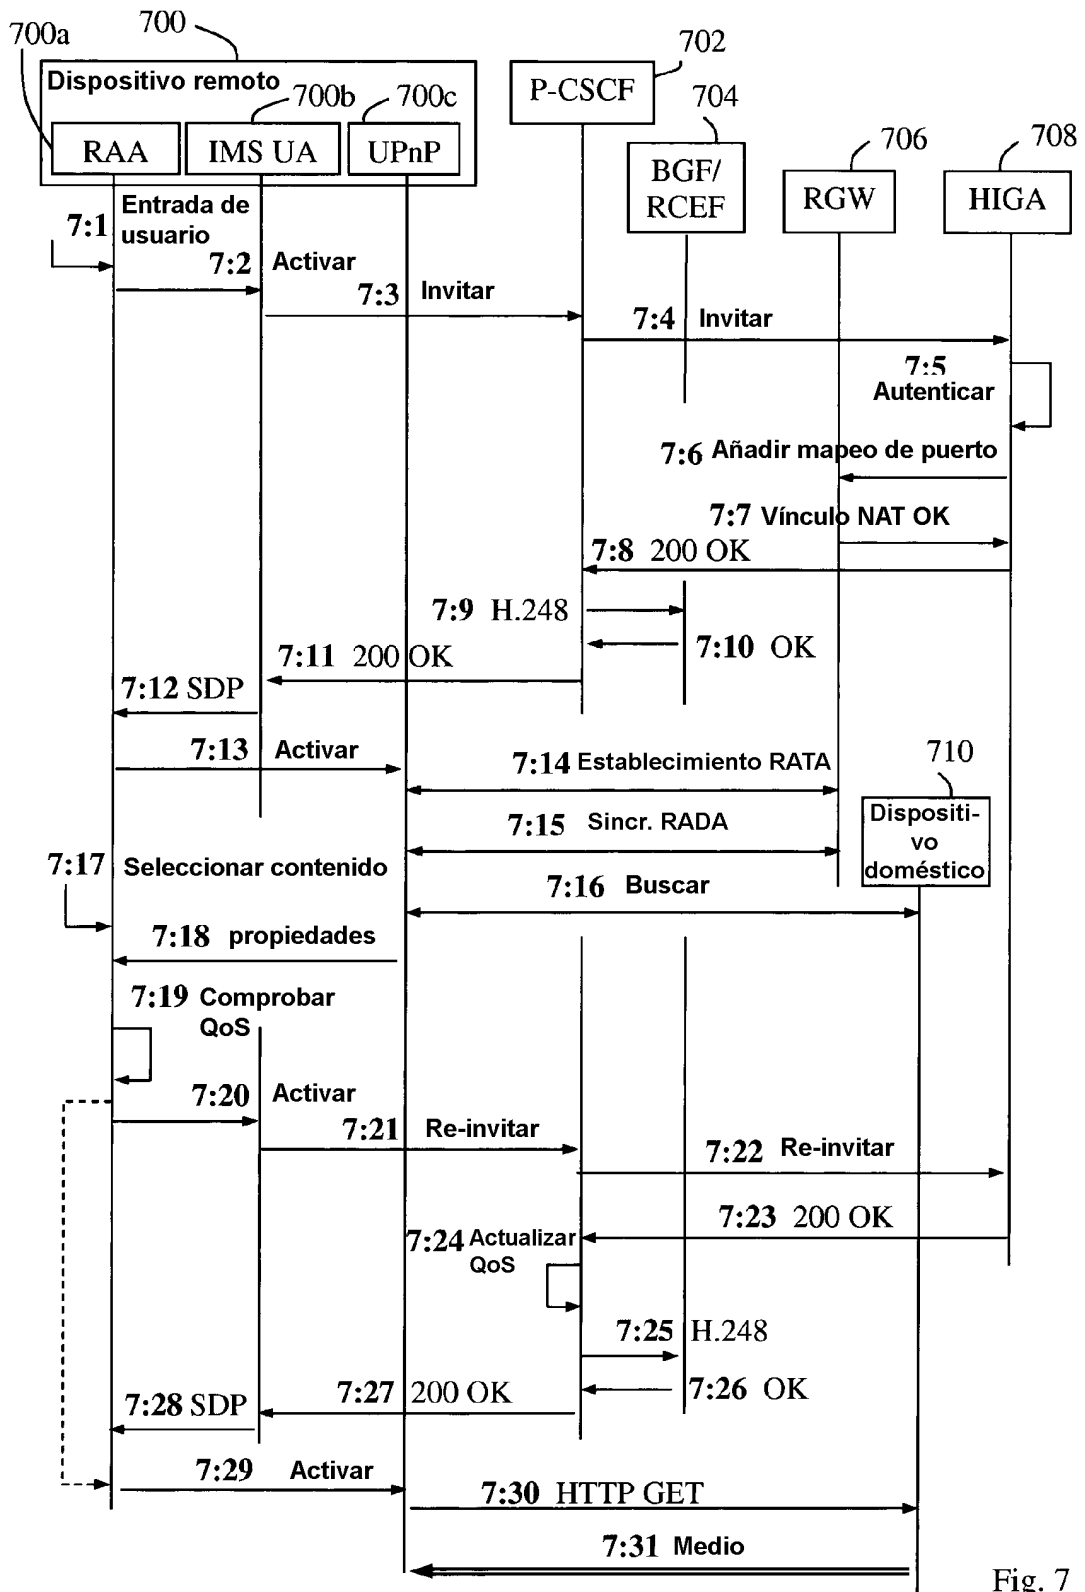 700a
700
Dispositivo remoto
700b
700c
RAA
IMS UA
UPnP
702
P-CSCF
704
BGF/
RCEF
706
RGW
708
HIGA
7:1 Entrada de
usuario
7:2 Activar
7:3 Invitar
7:4 Invitar
7:5
Autenticar
7:6 Añadir mapeo de puerto
7:7 Vínculo NAT OK
7:8 200 OK
7:9 H.248
7:10 OK
7:11 200 OK
7:12 SDP
7:13 Activar
7:14 Establecimiento RATA
710
Dispositi-
vo
doméstico
7:15 Sincr. RADA
7:16 Buscar
7:17 Seleccionar contenido
7:18 propiedades
7:19 Comprobar
QoS
7:20 Activar
7:21 Re-invitar
7:22 Re-invitar
7:23 200 OK
7:24 Actualizar
QoS
7:25 H.248
7:26 OK
7:27 200 OK
7:28 SDP
7:29 Activar
7:30 HTTP GET
7:31 Medio
Fig. 7